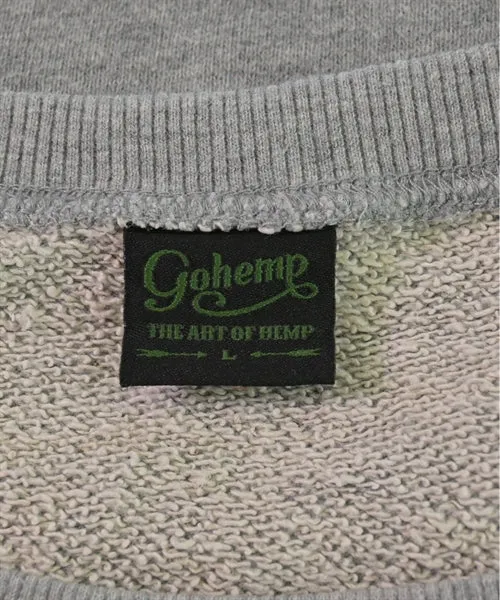 Gohemp
THE ART OF HEMP
L